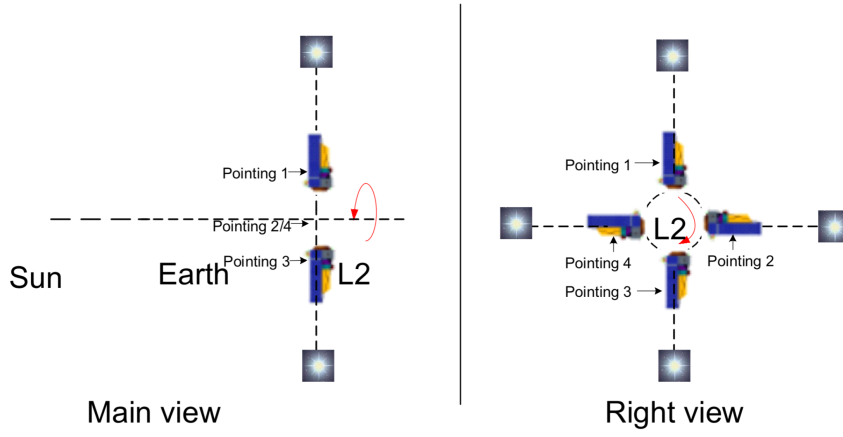 Pointing 1
Pointing 2/4
Pointing 3
Sun
Earth
L2
Main view
Pointing 1
L2
Pointing 4
Pointing 2
Pointing 3
Right view